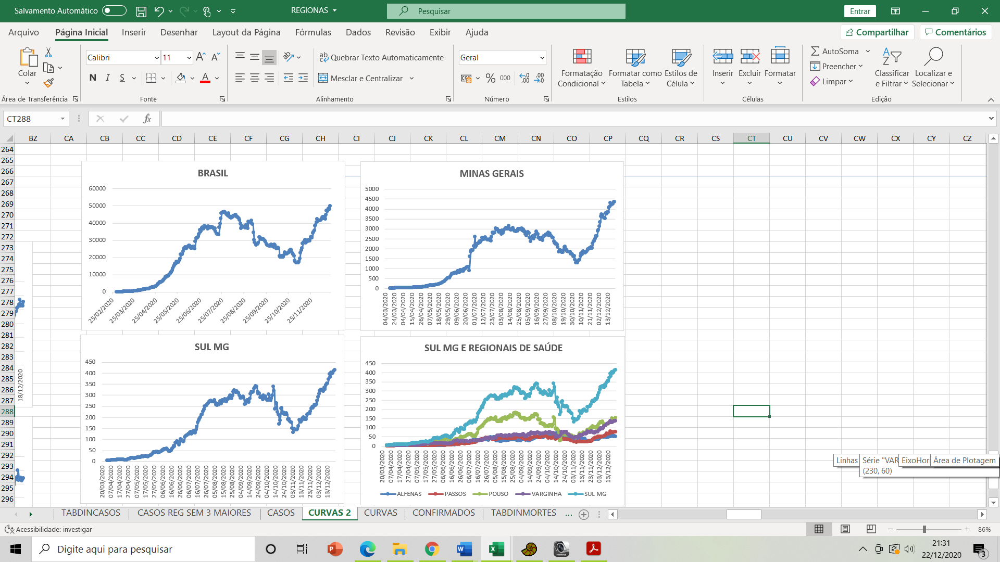 Salvamento Automático
REGIONAS
Pesquisar
Entrar
Arquivo Página Inicial Inserir Desenhar Layout da Página Fórmulas Dados Revisão Exibir Ajuda
Compartilhar Comentários
Colar
Calibri 11
N I S
Quebrar Texto Automaticamente
Mesclar e Centralizar
Geral
% 000
Formatação Condicional
Formatar como Tabela
Estilos de Célula
Inserir Excluir Formatar
AutoSoma
Preencher
Limpar
Classificar e Filtrar
Localizar e Selecionar
Área de Transferência Fonte Alinhamento Número Estilos Células Edição
CT288 fx
BZ CA CB CC CD CE CF CG CH CI CJ CK CL CM CN CO CP CQ CR CS CT CU CV CW CX CY CZ
264
265
266
267
268
269
270
271
272
273
274
275
276
277
278
279
280
281
282
283
284
285
286
287
288
289
290
291
292
293
294
295
296
18/12/2020
BRASIL
60000
50000
40000
30000
20000
10000
0
25/02/2020 25/03/2020 25/04/2020 25/05/2020 25/06/2020 25/07/2020 25/08/2020 25/09/2020 25/10/2020 25/11/2020
MINAS GERAIS
5000
4500
4000
3500
3000
2500
2000
1500
1000
500
0
04/03/2020 24/03/2020 04/04/2020 15/04/2020 26/04/2020 07/05/2020 18/05/2020 29/05/2020 09/06/2020 20/06/2020 01/07/2020 12/07/2020 23/07/2020 03/08/2020 14/08/2020 25/08/2020 05/09/2020 16/09/2020 27/09/2020 08/10/2020 19/10/2020 30/10/2020 10/11/2020 21/11/2020 02/12/2020 13/12/2020
SUL MG
450
400
350
300
250
200
150
100
50
0
20/03/2020 07/04/2020 17/04/2020 27/04/2020 07/05/2020 17/05/2020 27/05/2020 06/06/2020 16/06/2020 26/06/2020 06/07/2020 16/07/2020 26/07/2020 05/08/2020 15/08/2020 25/08/2020 04/09/2020 14/09/2020 24/09/2020 04/10/2020 14/10/2020 24/10/2020 03/11/2020 13/11/2020 23/11/2020 03/12/2020 13/12/2020
SUL MG E REGIONAIS DE SAÚDE
450
400
350
300
250
200
150
100
50
0
20/03/2020 07/04/2020 17/04/2020 27/04/2020 07/05/2020 17/05/2020 27/05/2020 06/06/2020 16/06/2020 26/06/2020 06/07/2020 16/07/2020 26/07/2020 05/08/2020 15/08/2020 25/08/2020 04/09/2020 14/09/2020 24/09/2020 04/10/2020 14/10/2020 24/10/2020 03/11/2020 13/11/2020 23/11/2020 03/12/2020 13/12/2020
ALFENAS PASSOS POUSO VARGINHA SUL MG
Linhas Série "VAR EixoHori Área de Plotagem
(230, 60)
TABDINCASOS CASOS REG SEM 3 MAIORES CASOS CURVAS 2 CURVAS CONFIRMADOS TABDINMORTES ...
Acessibilidade: investigar
86%
Digite aqui para pesquisar
21:31
22/12/2020
3